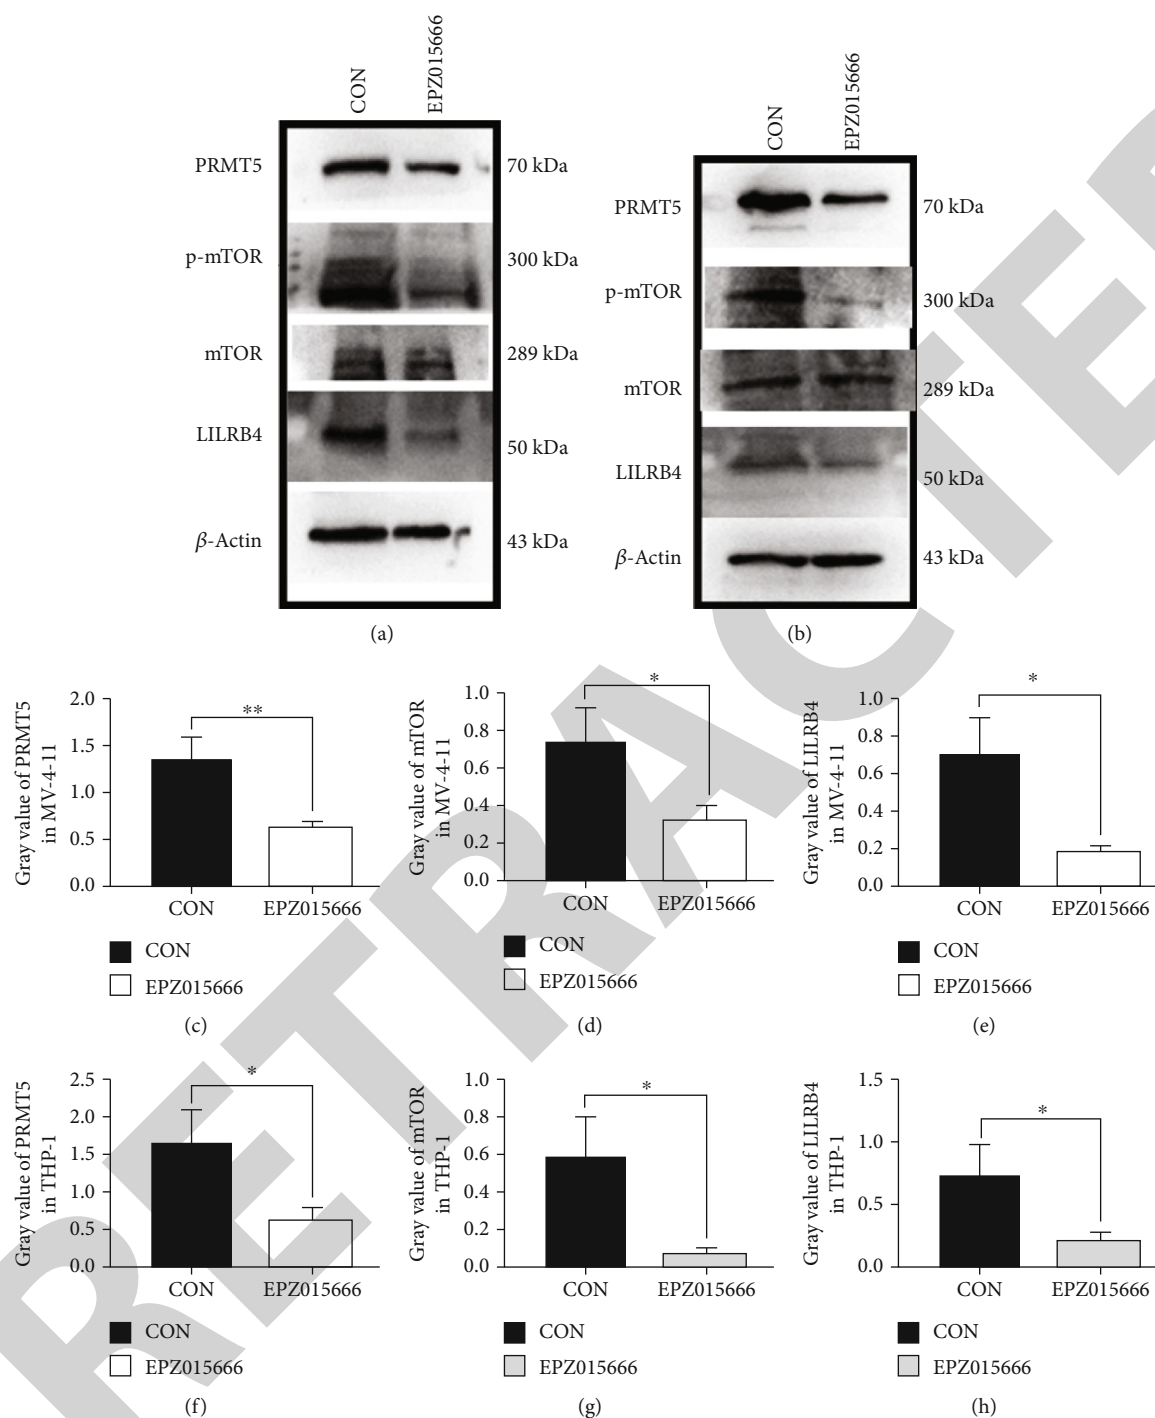 CON
EPZ015666
PRMT5
70 kDa
p-mTOR
300 kDa
mTOR
289 kDa
LILRB4
50 kDa
β-Actin
43 kDa
(a)
CON
EPZ015666
PRMT5
70 kDa
p-mTOR
300 kDa
mTOR
289 kDa
LILRB4
50 kDa
β-Actin
43 kDa
(b)
Gray value of PRMT5
in MV-4-11
2.0
1.5
1.0
0.5
0.0
**
CON
EPZ015666
CON
EPZ015666
(c)
Gray value of mTOR
in MV-4-11
1.0
0.8
0.6
0.4
0.2
0.0
*
CON
EPZ015666
CON
EPZ015666
(d)
Gray value of LILRB4
in MV-4-11
1.0
0.8
0.6
0.4
0.2
0.0
*
CON
EPZ015666
CON
EPZ015666
(e)
Gray value of PRMT5
in THP-1
2.5
2.0
1.5
1.0
0.5
0.0
*
CON
EPZ015666
CON
EPZ015666
(f)
Gray value of mTOR
in THP-1
1.0
0.8
0.6
0.4
0.2
0.0
*
CON
EPZ015666
CON
EPZ015666
(g)
Gray value of LILRB4
in THP-1
1.5
1.0
0.5
0.0
*
CON
EPZ015666
CON
EPZ015666
(h)
RETRACTE